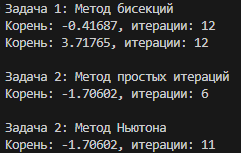 Задача 1: Метод бисекций
Корень: -0.41687, итерации: 12
Корень: 3.71765, итерации: 12

Задача 2: Метод простых итераций
Корень: -1.70602, итерации: 6

Задача 2: Метод Ньютона
Корень: -1.70602, итерации: 11